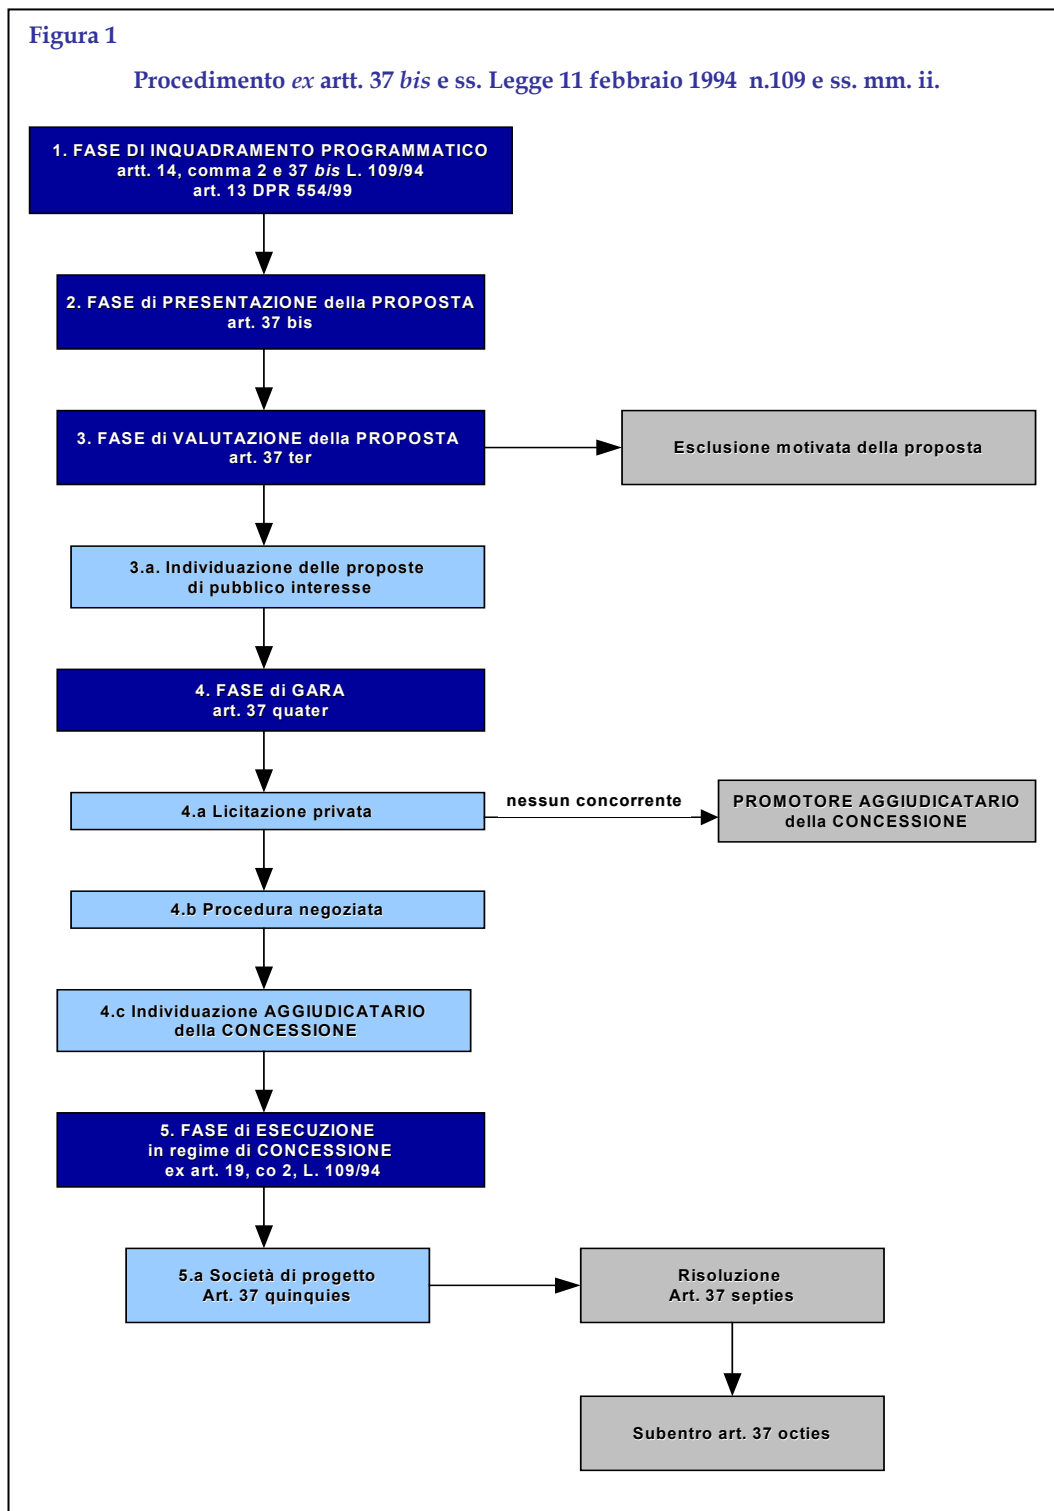 Figura 1
Procedimento ex artt. 37 bis e ss. Legge 11 febbraio 1994 n.109 e ss. mm. ii.
1. FASE DI INQUADRAMENTO PROGRAMMATICO
artt. 14, comma 2 e 37 bis L. 109/94
art. 13 DPR 554/99
2. FASE di PRESENTAZIONE della PROPOSTA
art. 37 bis
3. FASE di VALUTAZIONE della PROPOSTA
art. 37 ter
Esclusione motivata della proposta
3.a. Individuazione delle proposte
di pubblico interesse
4. FASE di GARA
art. 37 quater
4.a Licitazione privata
nessun concorrente
PROMOTORE AGGIUDICATARIO
della CONCESSIONE
4.b Procedura negoziata
4.c Individuazione AGGIUDICATARIO
della CONCESSIONE
5. FASE di ESECUZIONE
in regime di CONCESSIONE
ex art. 19, co 2, L. 109/94
5.a Società di progetto
Art. 37 quinquies
Risoluzione
Art. 37 septies
Subentro art. 37 octies